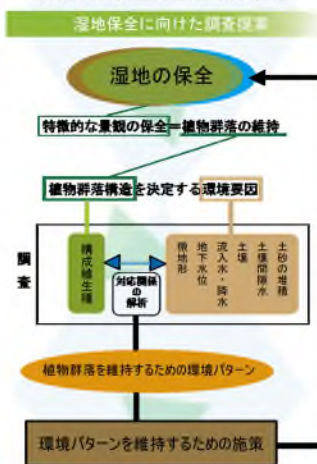 湿地保全に向けた調査提案
湿地の保全
特徴的な景観の保全=植物群落の維持
植物群落構造を決定する環境要因
調査
構成維生種
対応関係
の
解析
微地形
地下水位
流入水・降水
土壌
土壌間隙水
土砂の堆積
植物群落を維持するための環境パターン
環境パターンを維持するための施策